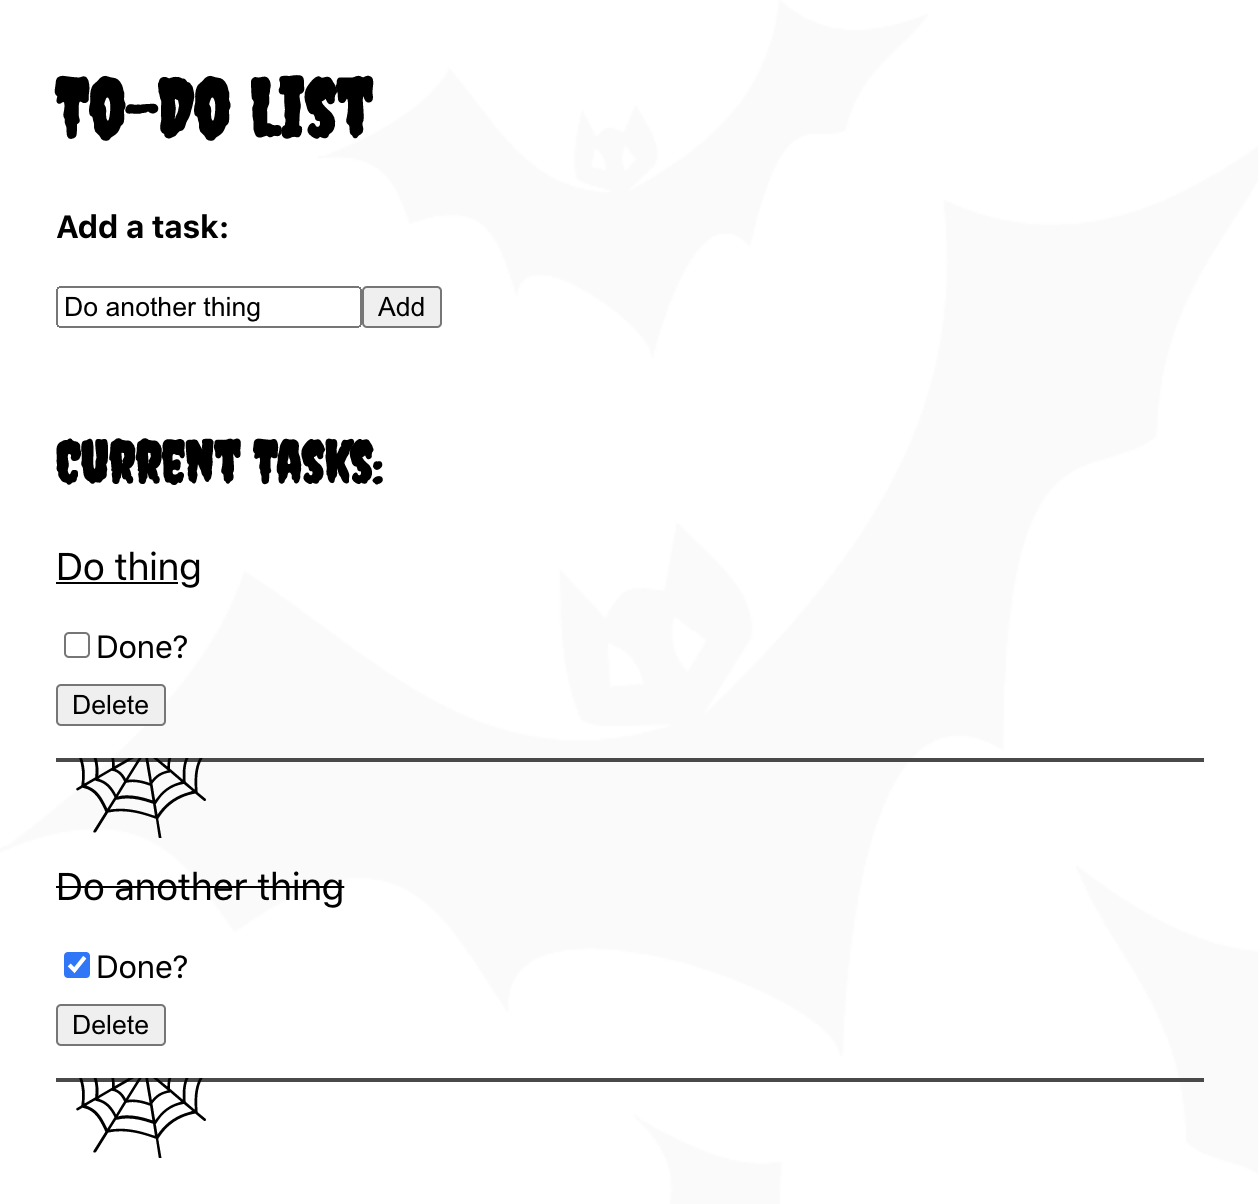 TO-DO LIST
Add a task:
Do another thing Add
CURRENT TASKS:
Do thing
Done?
Delete
Do another thing
Done?
Delete